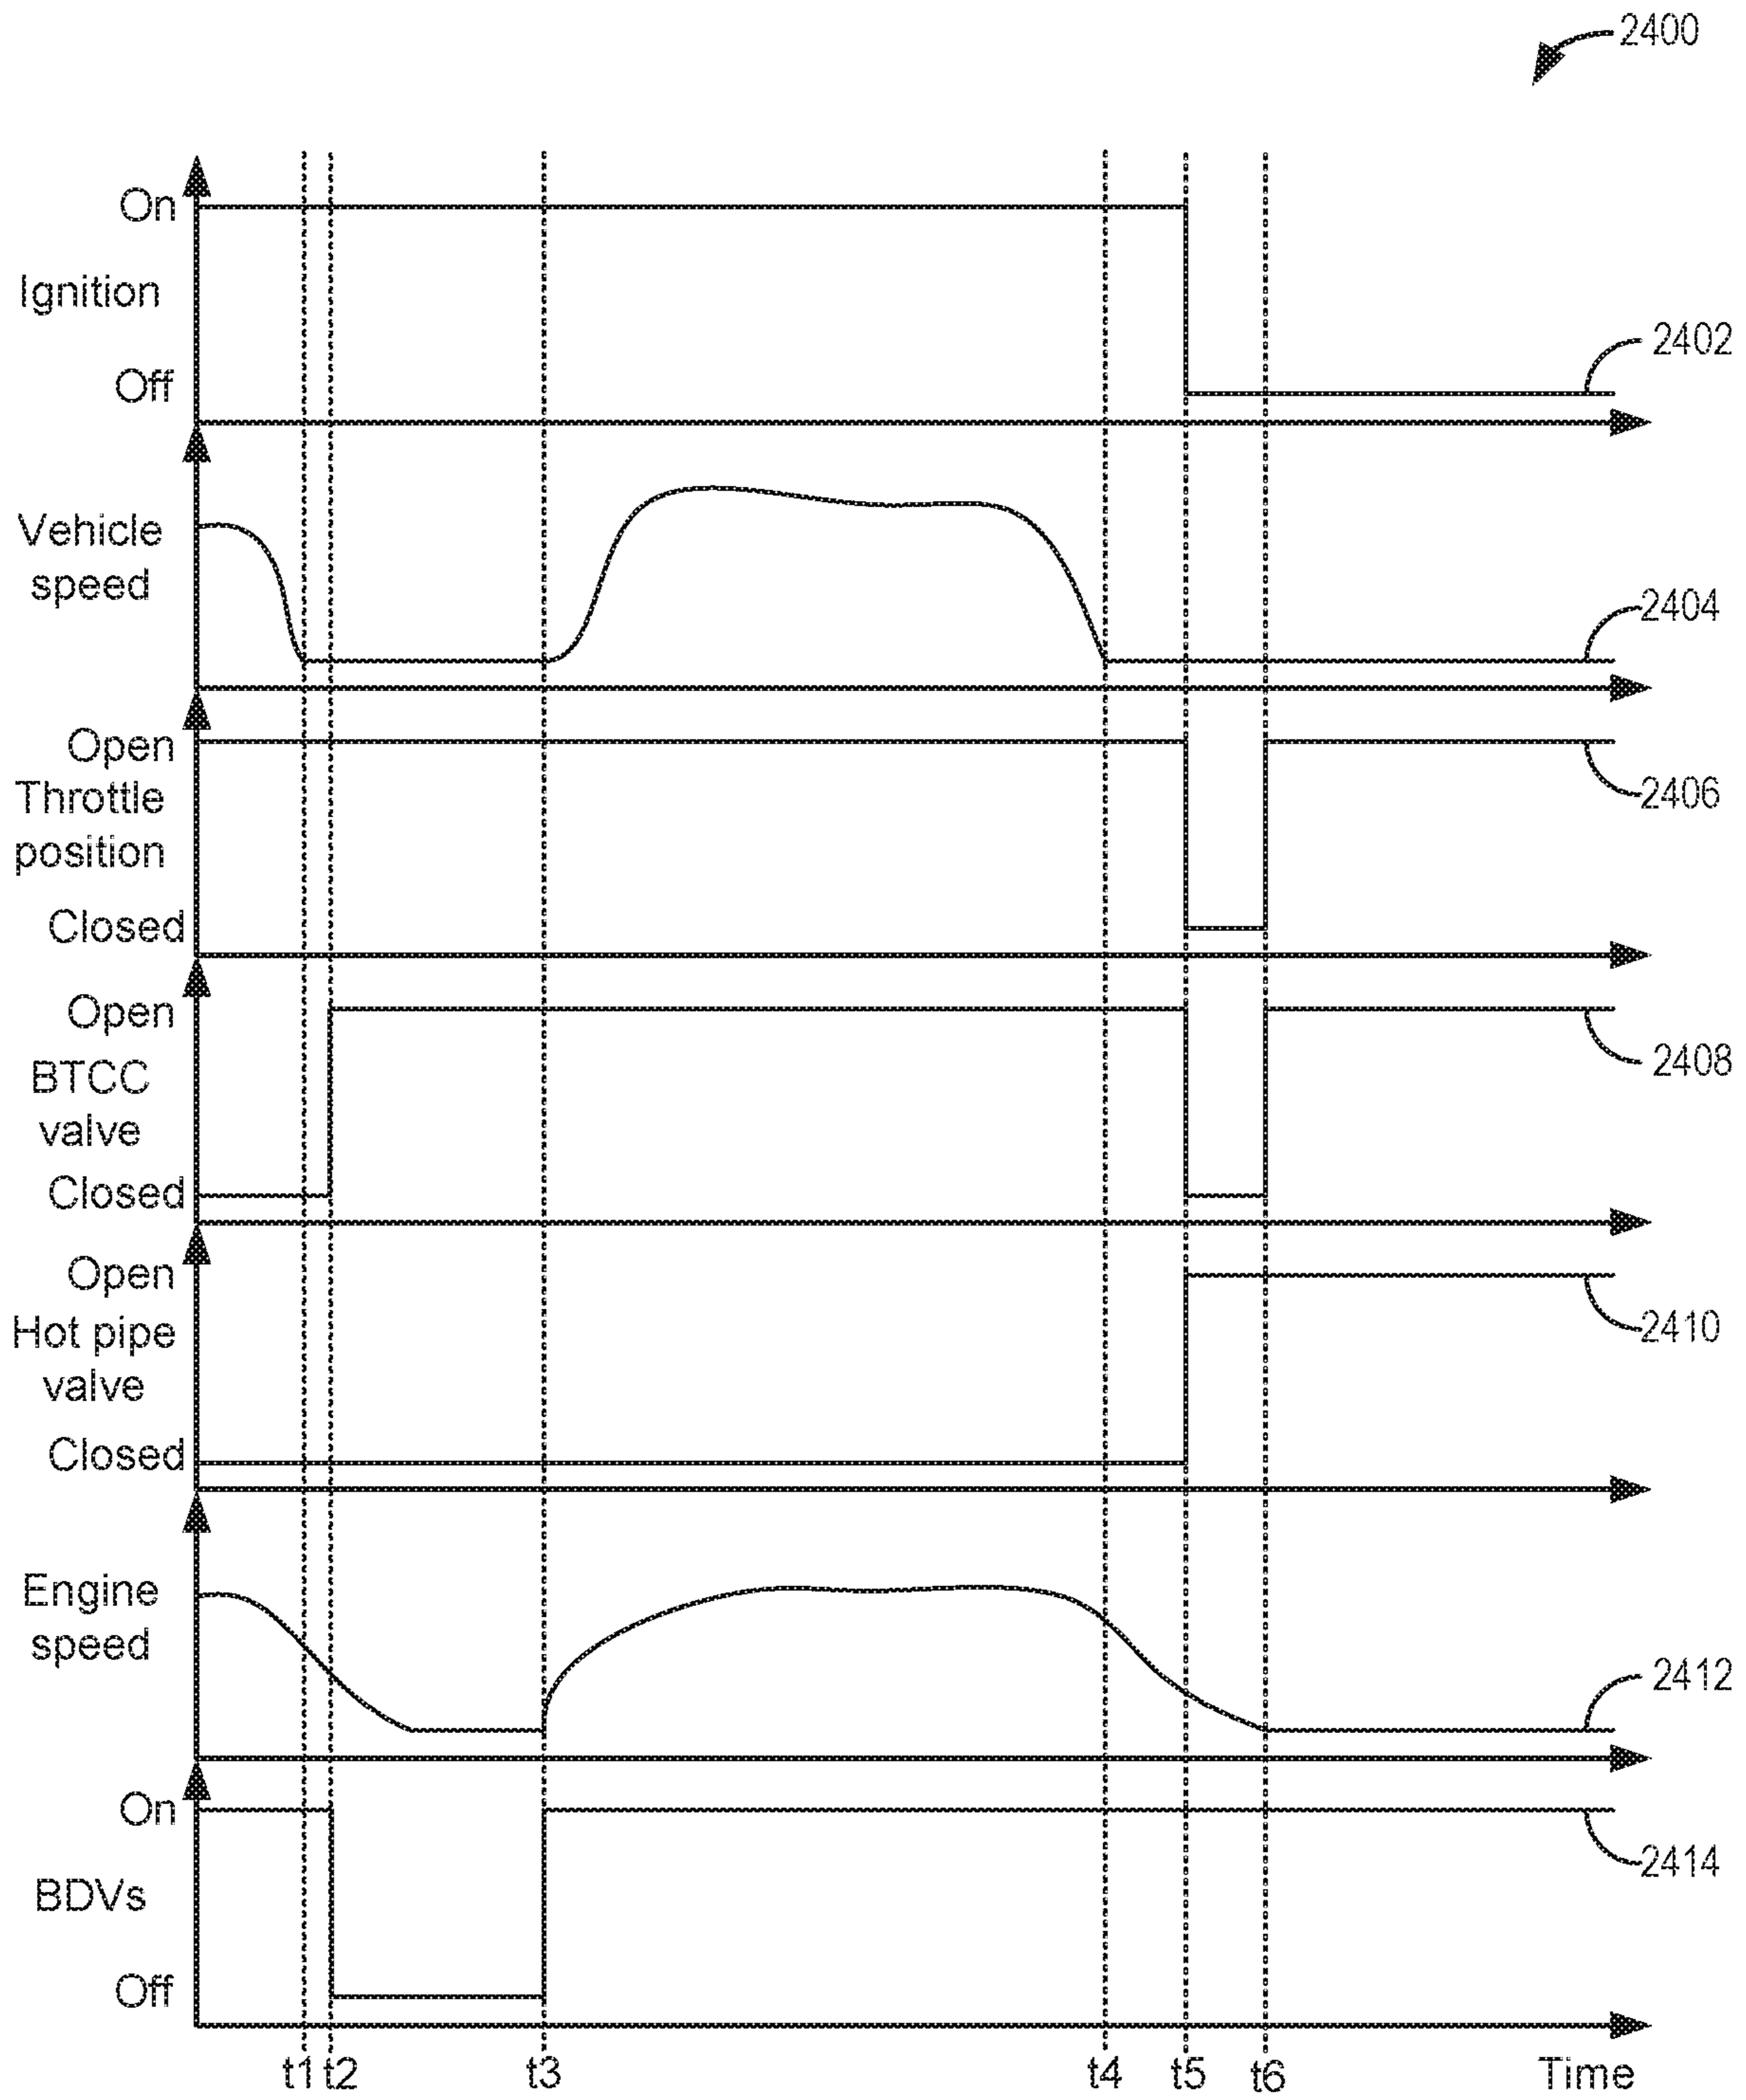 2400
On
Ignition
Off
2402
Vehicle
speed
2404
Open
Throttle
position
Closed
2406
Open
BTCC
valve
Closed
2408
Open
Hot pipe
valve
Closed
2410
Engine
speed
2412
On
BDVs
Off
2414
t1 t2 t3 t4 t5 t6 Time